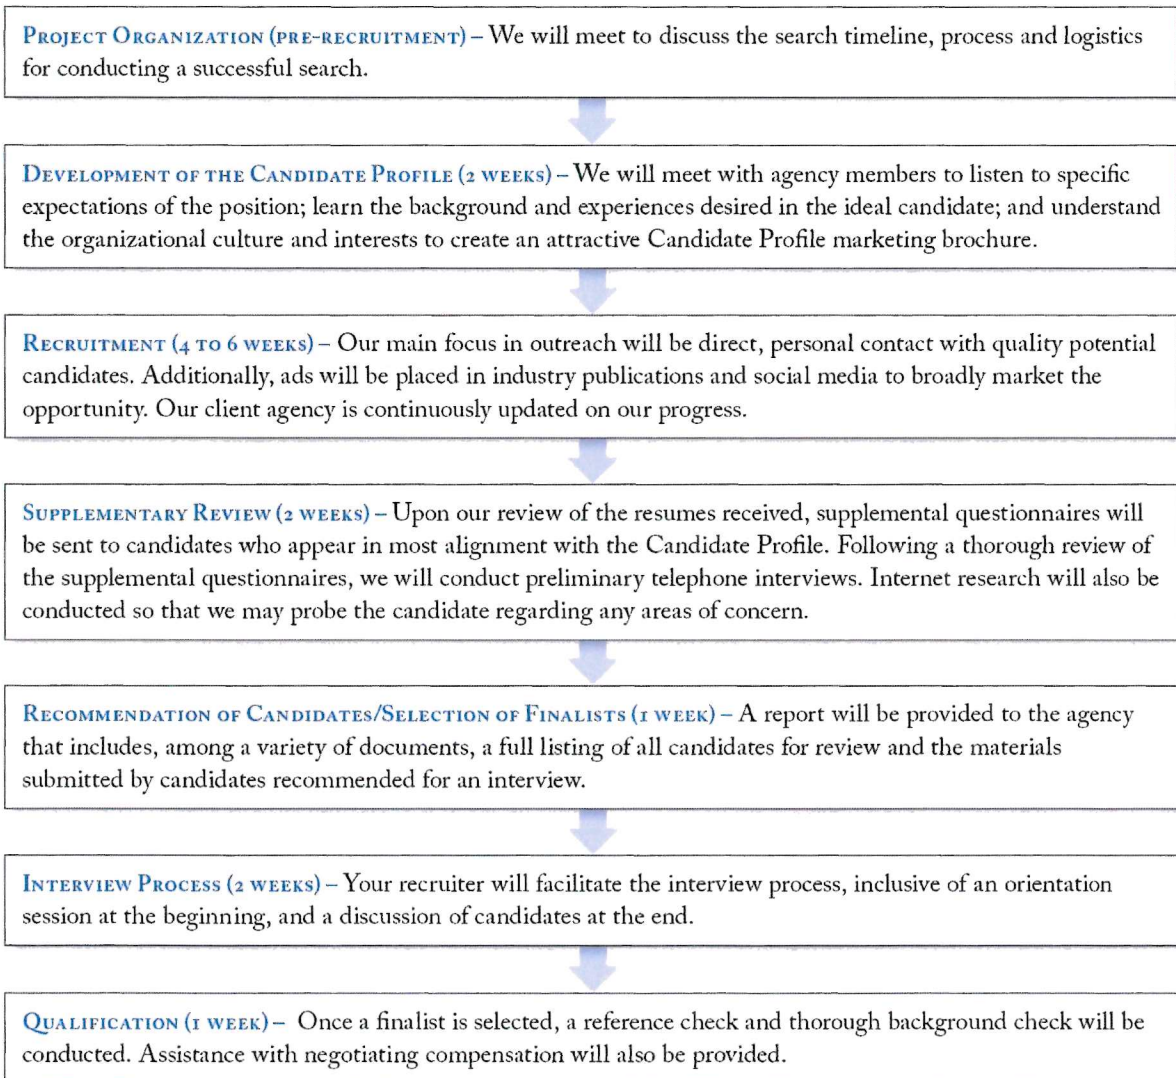 PROJECT ORGANIZATION (PRE-RECRUITMENT) – We will meet to discuss the search timeline, process and logistics
for conducting a successful search.
DEVELOPMENT OF THE CANDIDATE PROFILE (2 WEEKS) – We will meet with agency members to listen to specific
expectations of the position; learn the background and experiences desired in the ideal candidate; and understand
the organizational culture and interests to create an attractive Candidate Profile marketing brochure.
RECRUITMENT (4 TO 6 WEEKS) – Our main focus in outreach will be direct, personal contact with quality potential
candidates. Additionally, ads will be placed in industry publications and social media to broadly market the
opportunity. Our client agency is continuously updated on our progress.
SUPPLEMENTARY REVIEW (2 WEEKS) – Upon our review of the resumes received, supplemental questionnaires will
be sent to candidates who appear in most alignment with the Candidate Profile. Following a thorough review of
the supplemental questionnaires, we will conduct preliminary telephone interviews. Internet research will also be
conducted so that we may probe the candidate regarding any areas of concern.
RECOMMENDATION OF CANDIDATES/SELECTION OF FINALISTS (1 WEEK) – A report will be provided to the agency
that includes, among a variety of documents, a full listing of all candidates for review and the materials
submitted by candidates recommended for an interview.
INTERVIEW PROCESS (2 WEEKS) – Your recruiter will facilitate the interview process, inclusive of an orientation
session at the beginning, and a discussion of candidates at the end.
QUALIFICATION (1 WEEK) – Once a finalist is selected, a reference check and thorough background check will be
conducted. Assistance with negotiating compensation will also be provided.